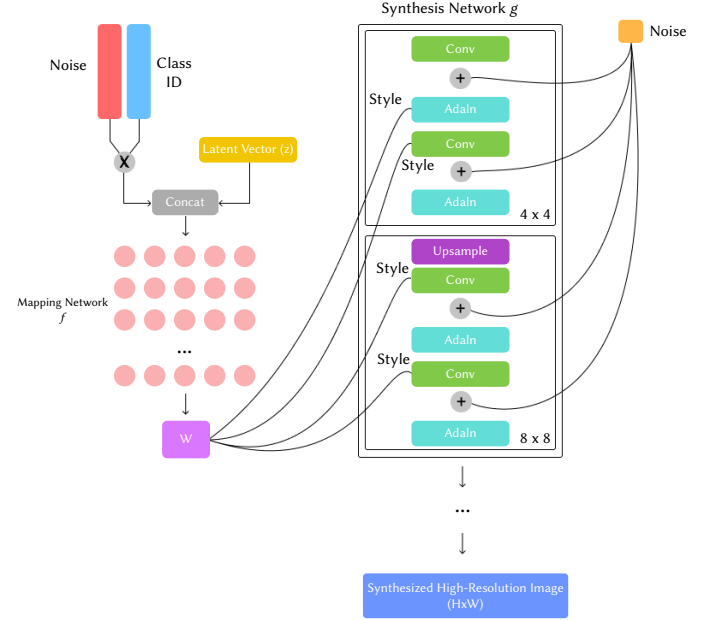 Synthesis Network g
Noise
Class
ID
X
Latent Vector (z)
Concat
Mapping Network
f
...
W
Noise
Conv
+
Style
AdaIn
Conv
Style
+
AdaIn
4 x 4
Upsample
Style
Conv
+
AdaIn
Style
Conv
+
AdaIn
8 x 8
...
Synthesized High-Resolution Image
(HxW)